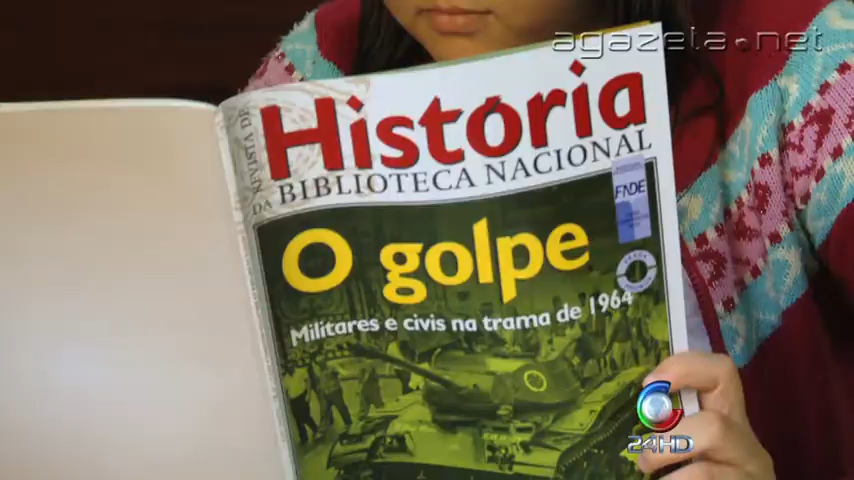 agazeta.net
REVISTA DE
História
DA BIBLIOTECA NACIONAL
FNDE
O golpe
Militares e civis na trama de 1964
24HD